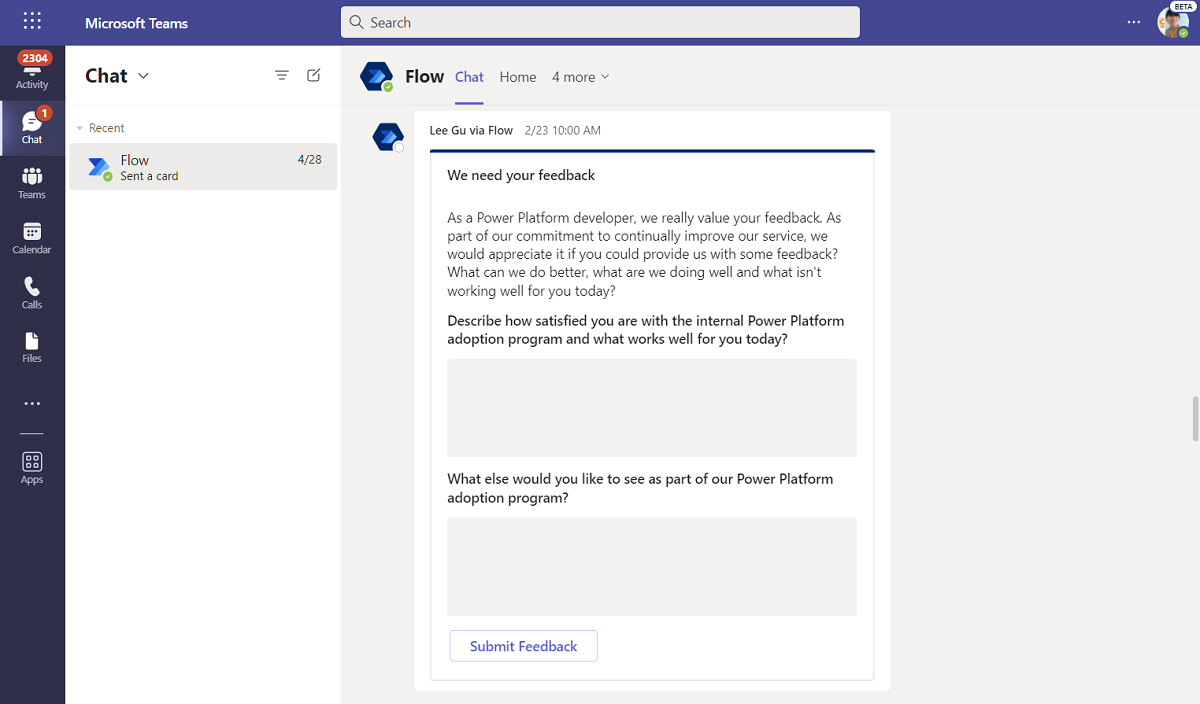 Microsoft Teams
Search
BETA
2304
Activity
1
Chat
Teams
Calendar
Calls
Files
Apps
Chat
Recent
Flow
4/28
Sent a card
Flow
Chat
Home
4 more
Lee Gu via Flow
2/23 10:00 AM
We need your feedback
As a Power Platform developer, we really value your feedback. As
part of our commitment to continually improve our service, we
would appreciate it if you could provide us with some feedback?
What can we do better, what are we doing well and what isn't
working well for you today?
Describe how satisfied you are with the internal Power Platform
adoption program and what works well for you today?
What else would you like to see as part of our Power Platform
adoption program?
Submit Feedback